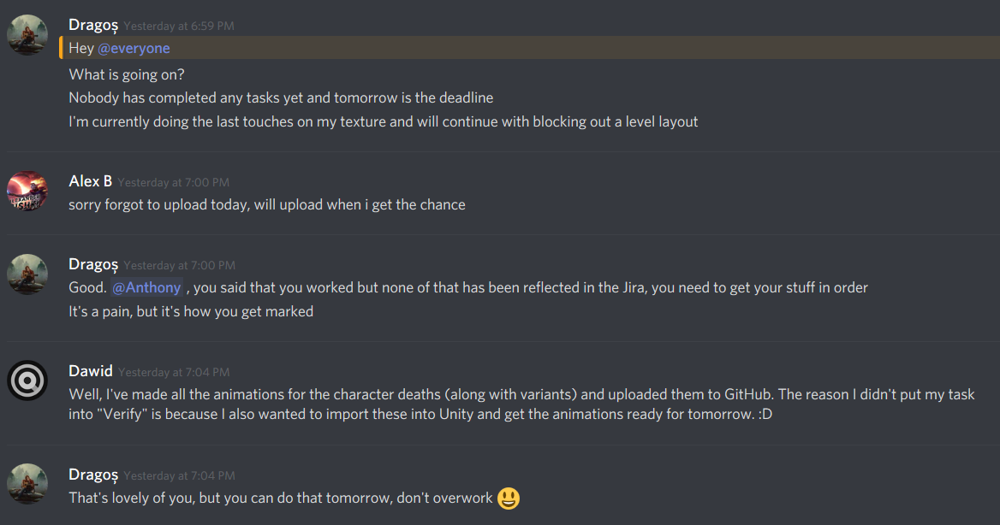 Dragoș Yesterday at 6:59 PM
Hey @everyone
What is going on?
Nobody has completed any tasks yet and tomorrow is the deadline
I'm currently doing the last touches on my texture and will continue with blocking out a level layout
Alex B Yesterday at 7:00 PM
sorry forgot to upload today, will upload when i get the chance
Dragoș Yesterday at 7:00 PM
Good. @Anthony , you said that you worked but none of that has been reflected in the Jira, you need to get your stuff in order
It's a pain, but it's how you get marked
Dawid Yesterday at 7:04 PM
Well, I've made all the animations for the character deaths (along with variants) and uploaded them to GitHub. The reason I didn't put my task
into "Verify" is because I also wanted to import these into Unity and get the animations ready for tomorrow. :D
Dragoș Yesterday at 7:04 PM
That's lovely of you, but you can do that tomorrow, don't overwork 😃